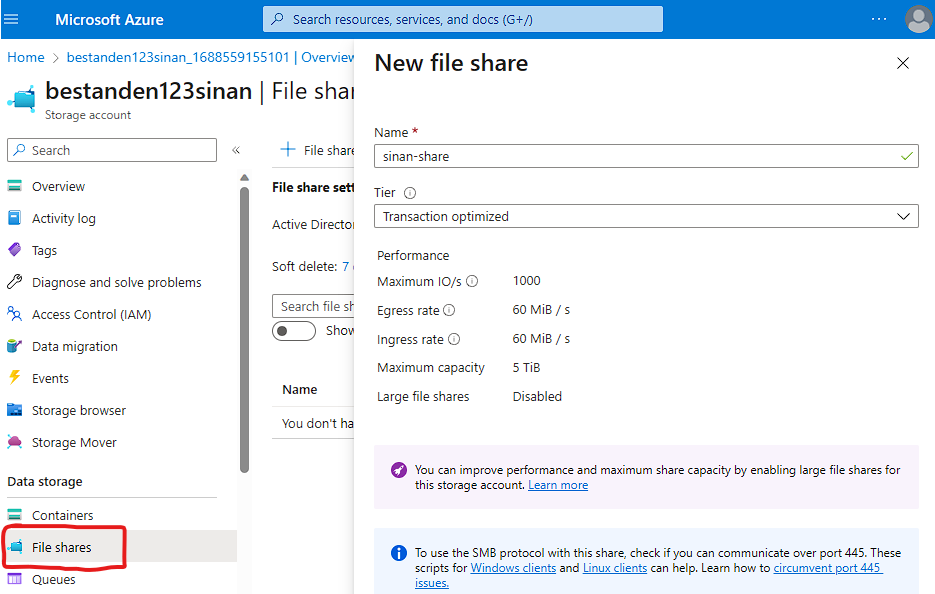 Microsoft Azure
Search resources, services, and docs (G+/)
Home > bestanden123sinan_1688559155101 | Overview
bestanden123sinan | File shar
Storage account
Search
Overview
Activity log
Tags
Diagnose and solve problems
Access Control (IAM)
Data migration
Events
Storage browser
Storage Mover
Data storage
Containers
File shares
Queues
File share
File share sett
Active Director
Soft delete: 7
Search file sh
Show
Name
You don't ha
New file share
Name *
sinan-share
Tier
Transaction optimized
Performance
Maximum IO/s 1000
Egress rate 60 MiB / s
Ingress rate 60 MiB / s
Maximum capacity 5 TiB
Large file shares Disabled
You can improve performance and maximum share capacity by enabling large file shares for
this storage account. Learn more
To use the SMB protocol with this share, check if you can communicate over port 445. These
scripts for Windows clients and Linux clients can help. Learn how to circumvent port 445
issues.